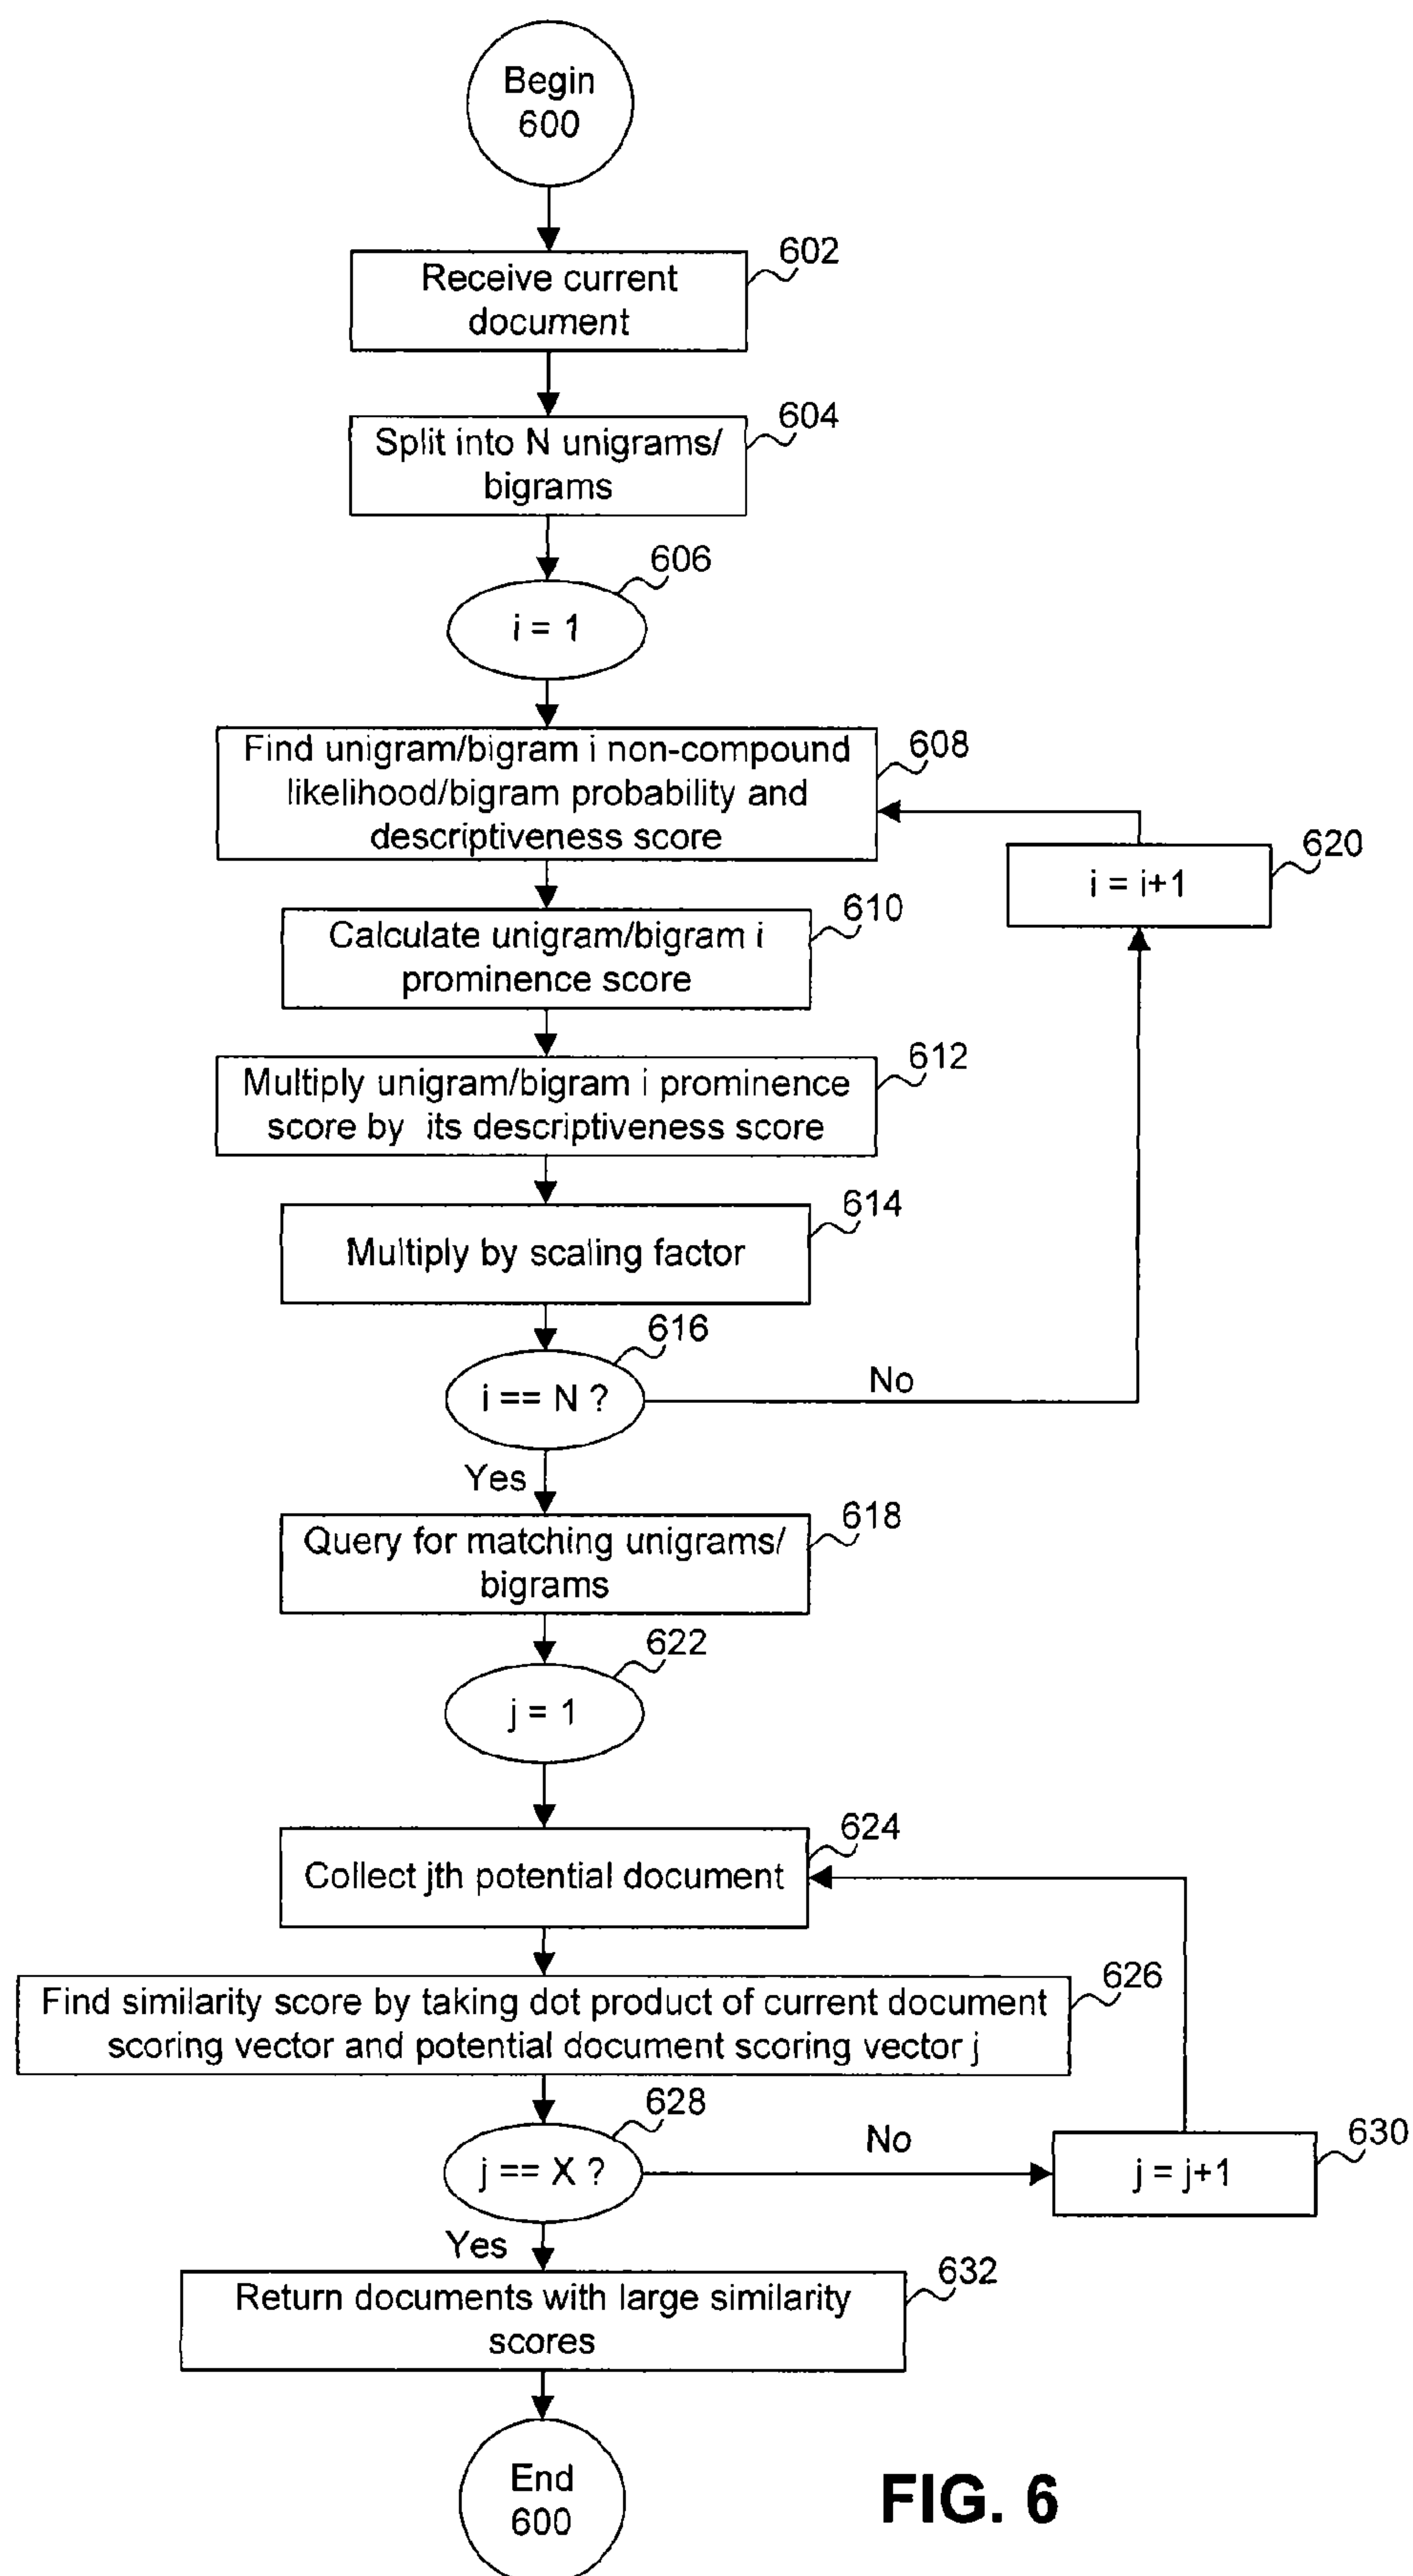 Begin
600
602
Receive current
document
604
Split into N unigrams/
bigrams
606
i = 1
608
Find unigram/bigram i non-compound
likelihood/bigram probability and
descriptiveness score
620
i = i+1
610
Calculate unigram/bigram i
prominence score
612
Multiply unigram/bigram i prominence
score by its descriptiveness score
614
Multiply by scaling factor
616
i == N ?
No
Yes
618
Query for matching unigrams/
bigrams
622
j = 1
624
Collect jth potential document
626
Find similarity score by taking dot product of current document
scoring vector and potential document scoring vector j
628
j == X ?
No
630
j = j+1
Yes
632
Return documents with large similarity
scores
End
600
FIG. 6